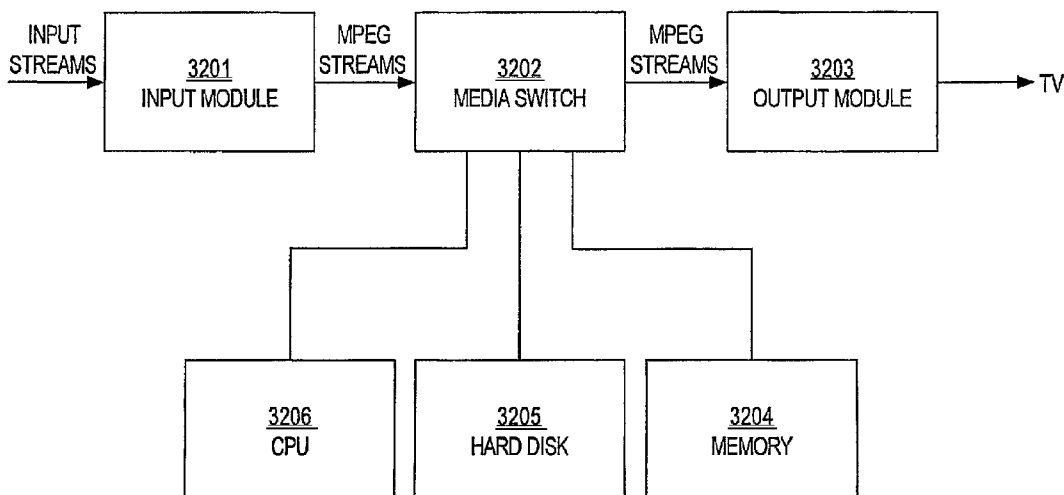 INPUT
STREAMS
3201
INPUT MODULE
MPEG
STREAMS
3202
MEDIA SWITCH
MPEG
STREAMS
3203
OUTPUT MODULE
TV
3206
CPU
3205
HARD DISK
3204
MEMORY